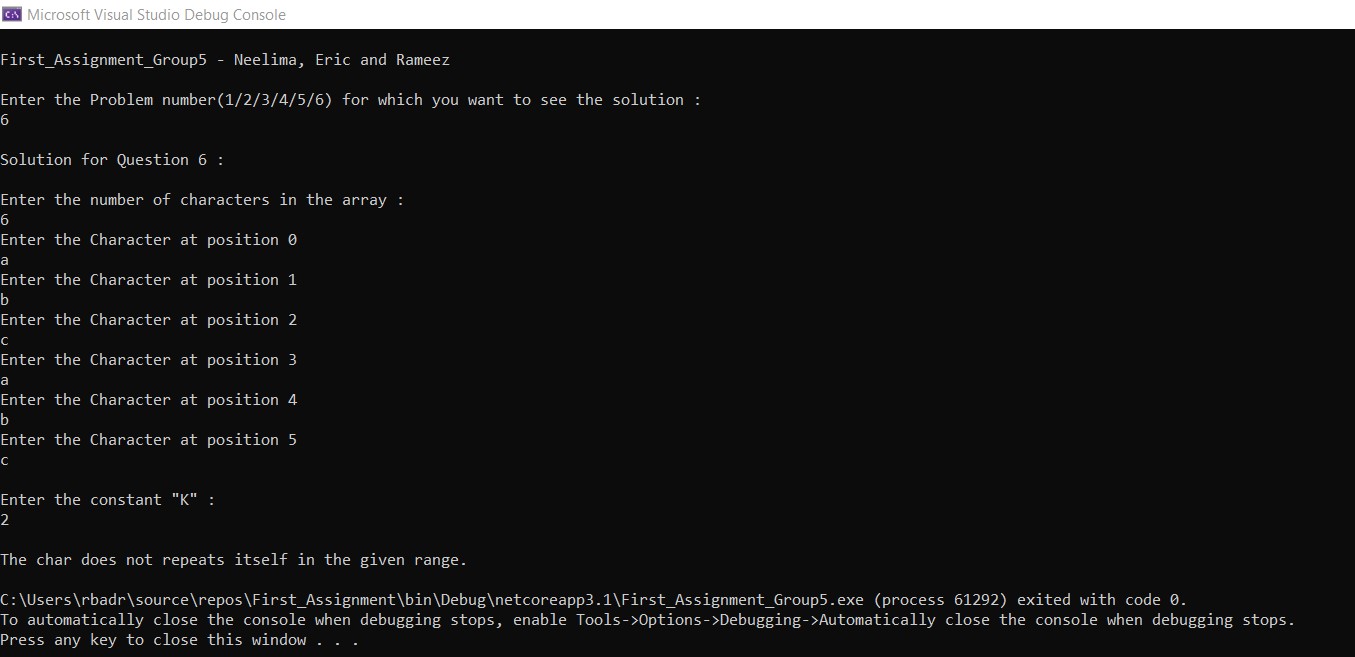 Microsoft Visual Studio Debug Console
First_Assignment_Group5 - Neelima, Eric and Rameez
Enter the Problem number(1/2/3/4/5/6) for which you want to see the solution :
6
Solution for Question 6 :
Enter the number of characters in the array :
6
Enter the Character at position 0
a
Enter the Character at position 1
b
Enter the Character at position 2
c
Enter the Character at position 3
a
Enter the Character at position 4
b
Enter the Character at position 5
c
Enter the constant "K" :
2
The char does not repeats itself in the given range.
C:\Users\rbadr\source\repos\First_Assignment\bin\Debug\netcoreapp3.1\First_Assignment_Group5.exe (process 61292) exited with code 0.
To automatically close the console when debugging stops, enable Tools->Options->Debugging->Automatically close the console when debugging stops.
Press any key to close this window . . .